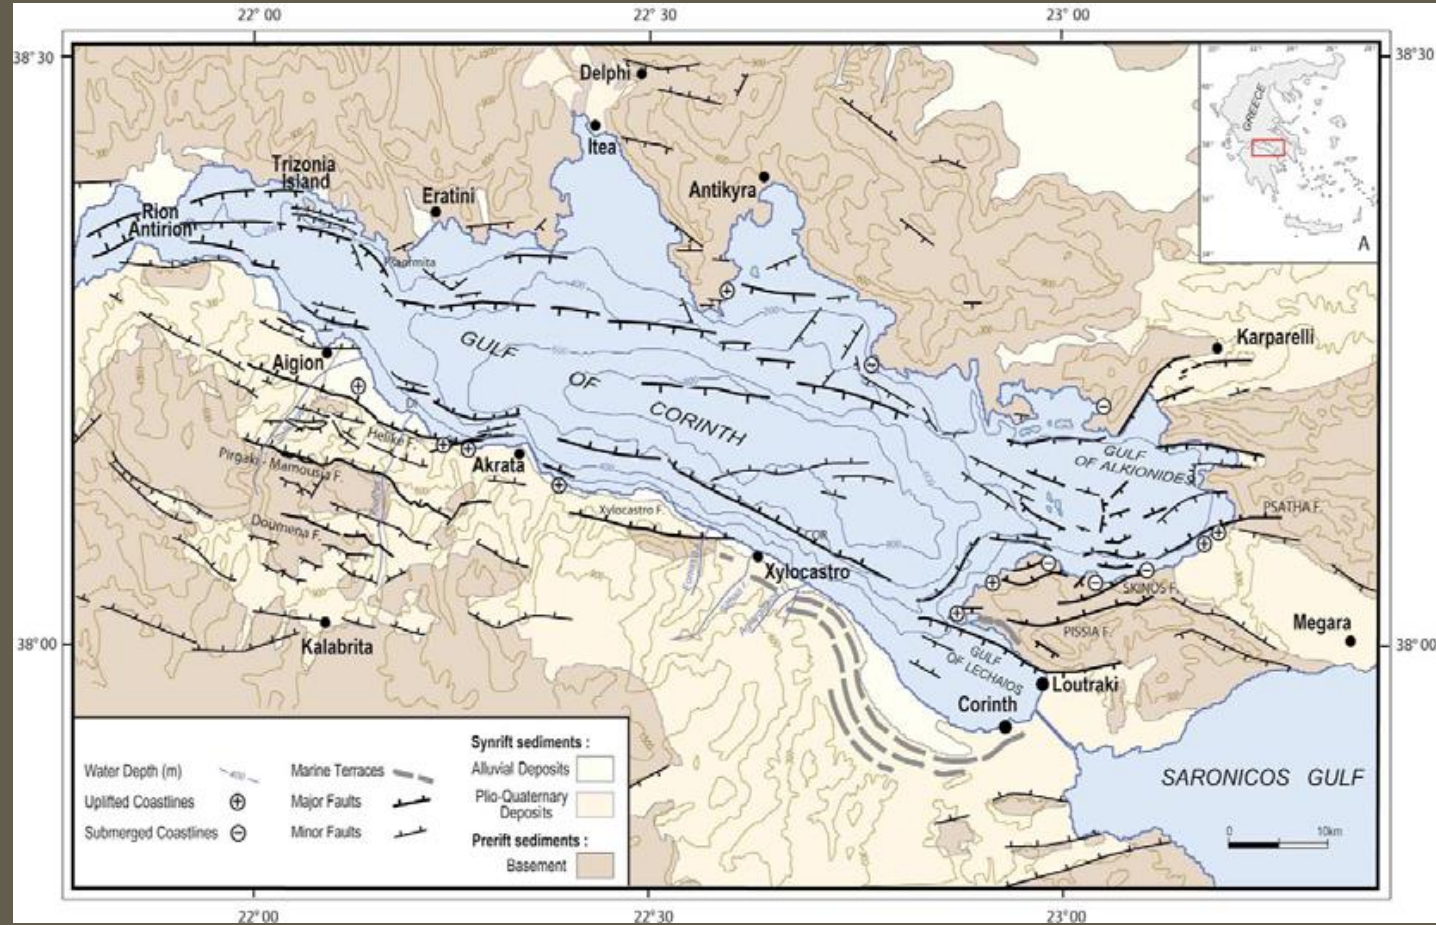 22° 00
22° 30
23° 00
38° 30
38° 30
GREECE
A
Delphi
Itea
Trizonia
Island
Antikyra
Eratini
Rion
Antirion
Psaormita
Karparelli
GULF
OF
CORINTH
Aigion
Helike F.
Akrata
Pirgaki - Mamousia F.
GULF
OF ALKIONIDES
Xylocastro F.
PSATHA F.
Doumena F.
COR
Xylocastro
SKINOS F.
PISSIA F.
Megara
38° 00
38° 00
Kalabrita
GULF
OF LECHAIOS
Loutraki
Corinth
SARONICOS GULF
Synrift sediments :
Water Depth (m)
400
Marine Terraces
Alluvial Deposits
Uplifted Coastlines
Major Faults
Plio-Quaternary
Deposits
Submerged Coastlines
Minor Faults
Prerift sediments :
Basement
0
10km
22° 00
22° 30
23° 00